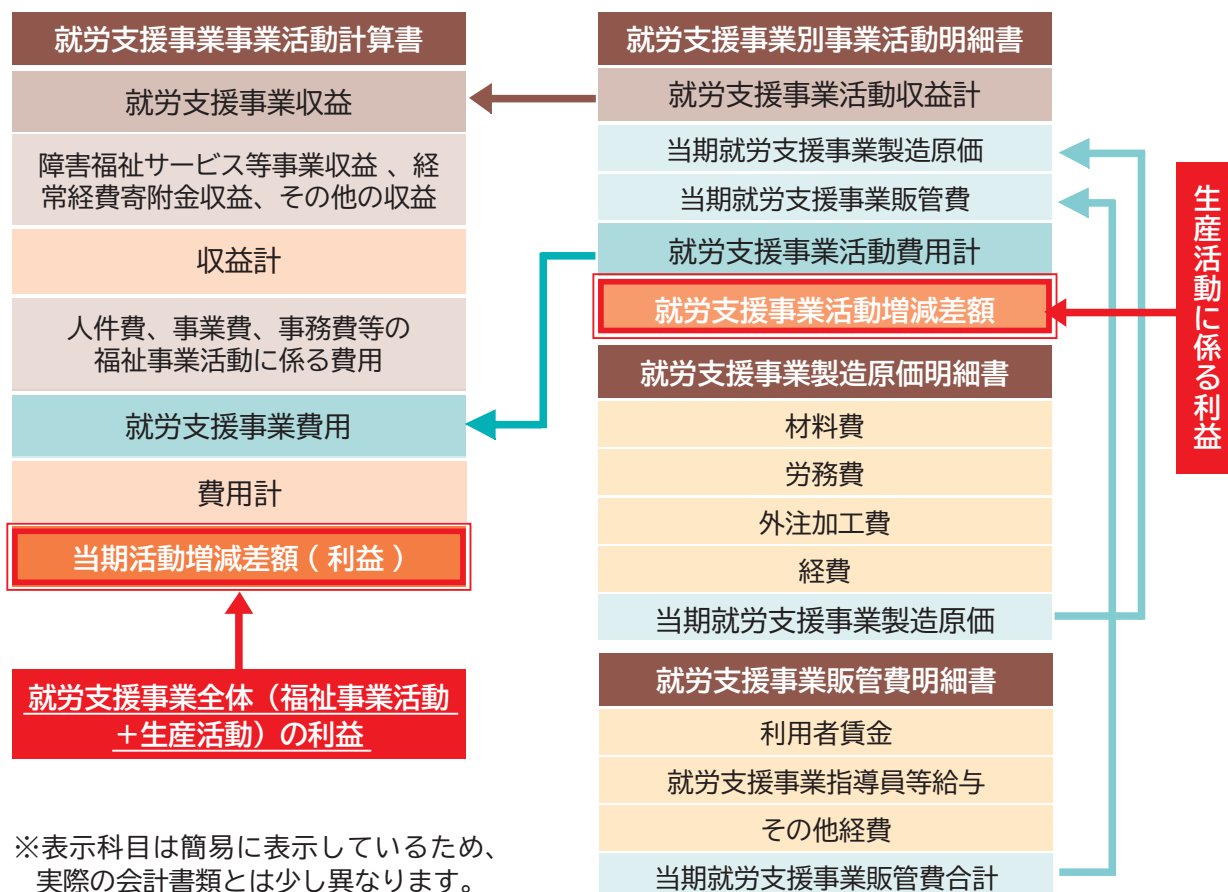 就労支援事業事業活動計算書
就労支援事業収益
障害福祉サービス等事業収益 、経
常経費寄附金収益、その他の収益
収益計
人件費、事業費、事務費等の
福祉事業活動に係る費用
就労支援事業費用
費用計
当期活動増減差額（ 利益 ）
就労支援事業全体（福祉事業活動
＋生産活動）の利益
※表示科目は簡易に表示しているため、
実際の会計書類とは少し異なります。
就労支援事業別事業活動明細書
就労支援事業活動収益計
当期就労支援事業製造原価
当期就労支援事業販管費
就労支援事業活動費用計
就労支援事業活動増減差額
就労支援事業製造原価明細書
材料費
労務費
外注加工費
経費
当期就労支援事業製造原価
就労支援事業販管費明細書
利用者賃金
就労支援事業指導員等給与
その他経費
当期就労支援事業販管費合計
生産活動に係る利益